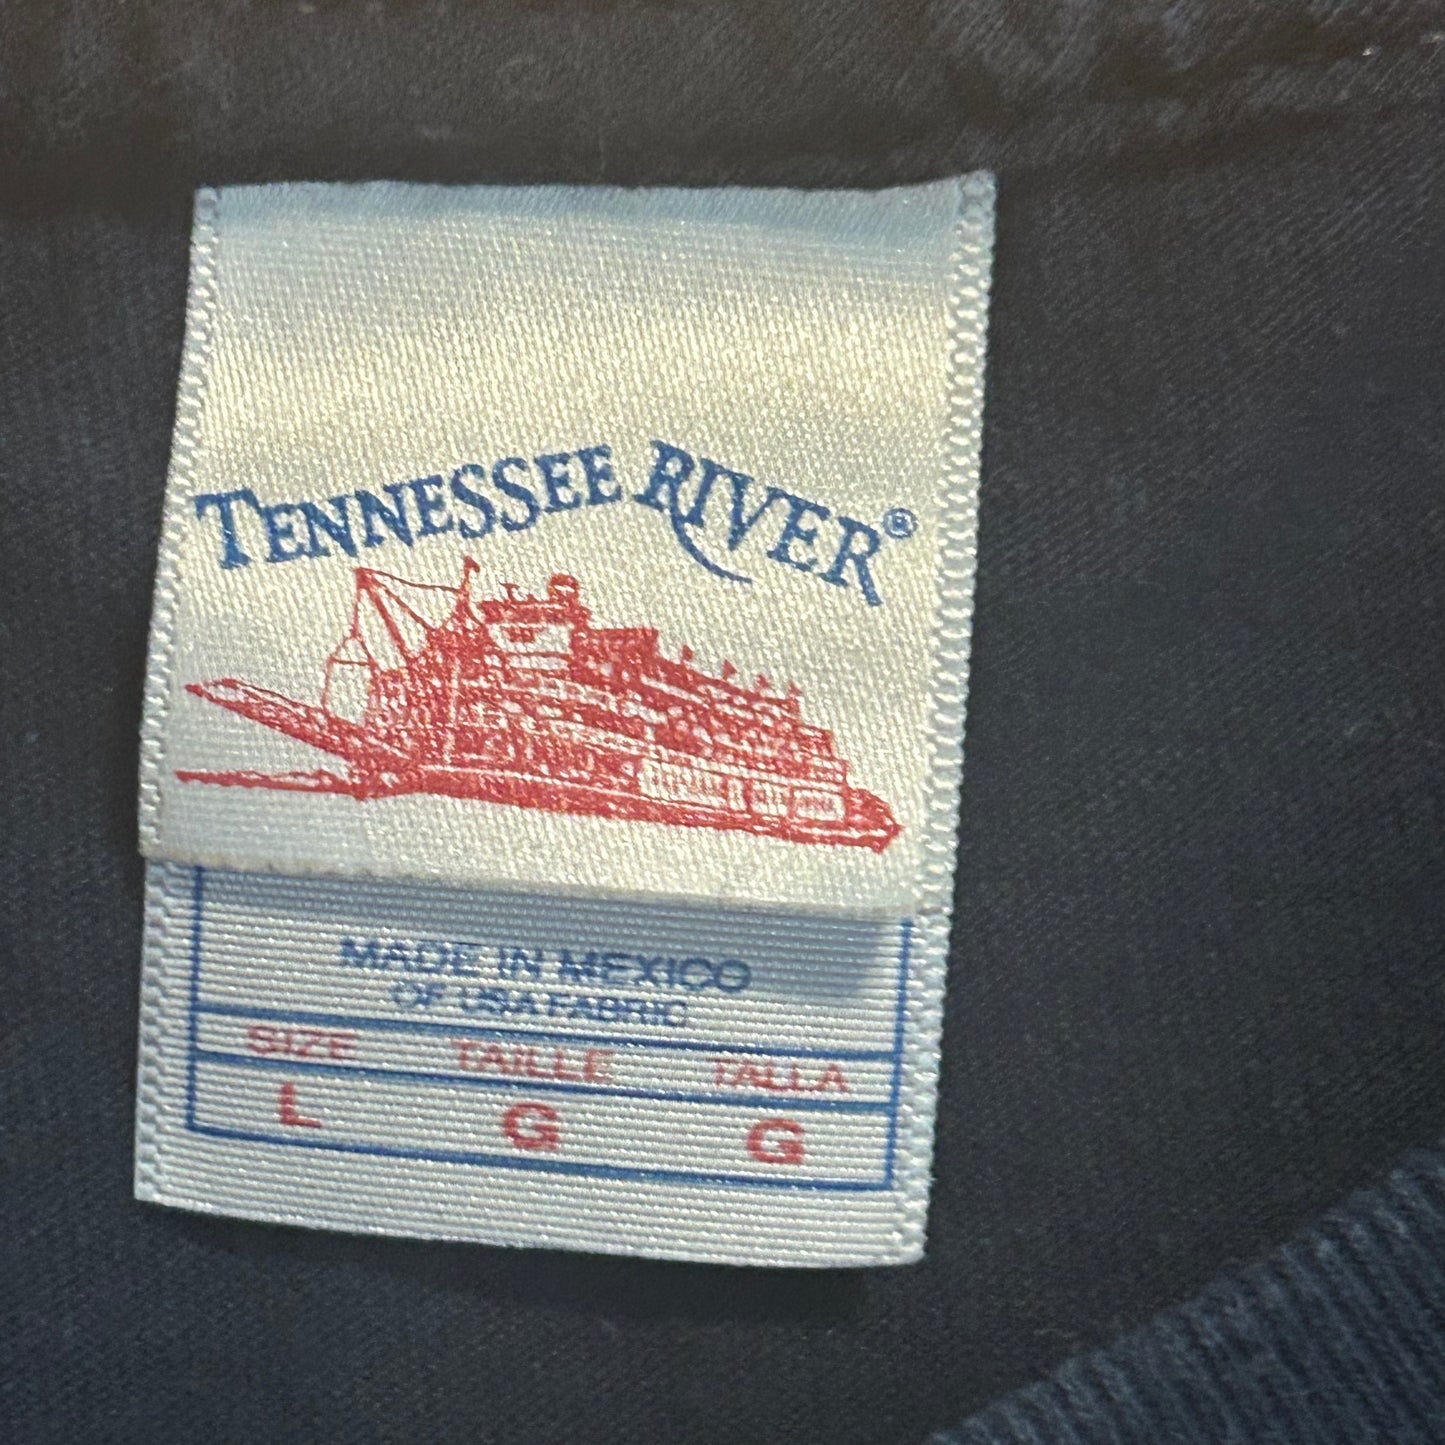 TENNESSEE RIVER®
MADE IN MEXICO
OF USA FABRIC
SIZE TAILLE TALLA
L G G